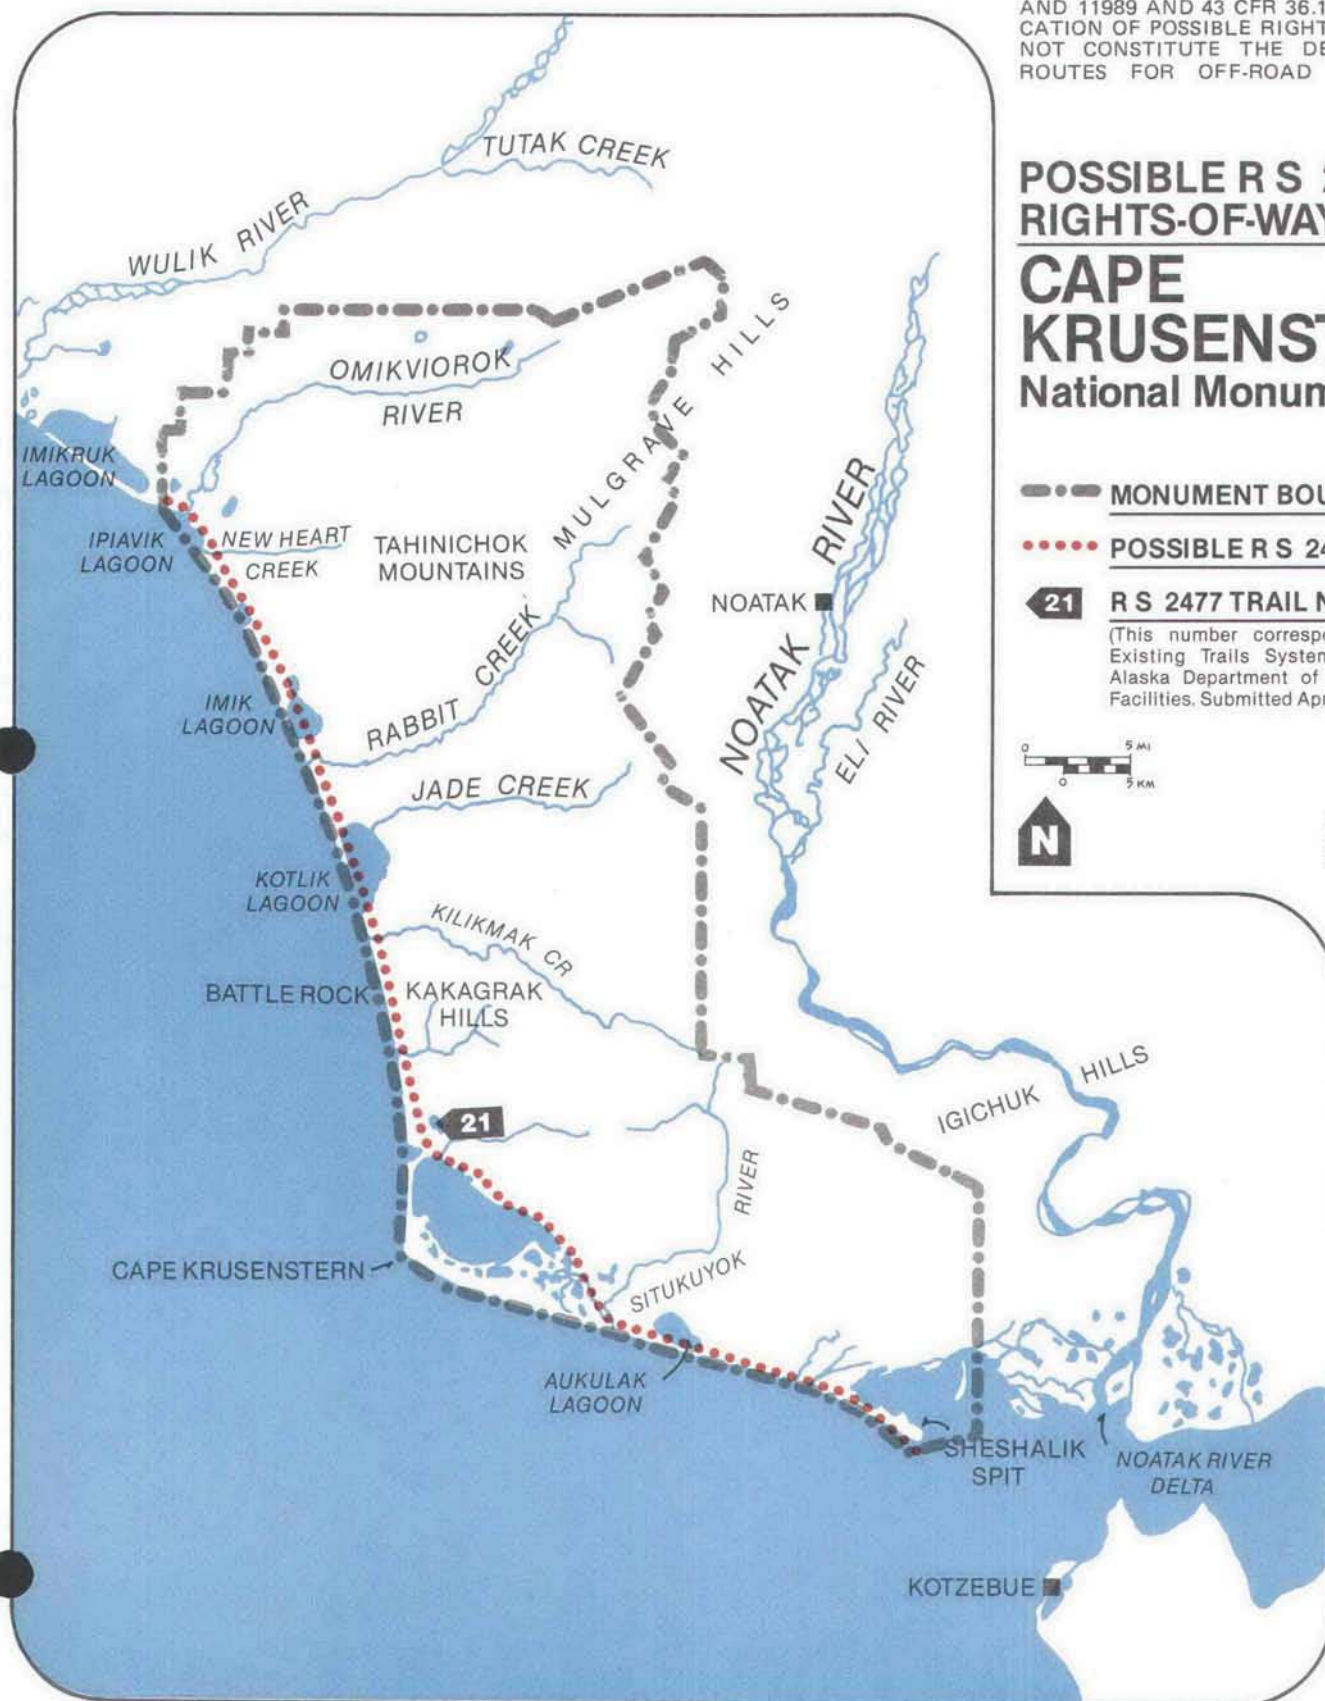 AND 11989 AND 43 CFR 36.1
CATION OF POSSIBLE RIGHT
NOT CONSTITUTE THE DE
ROUTES FOR OFF-ROAD
POSSIBLE R S
RIGHTS-OF-WAY
CAPE
KRUSENST
National Monum
MONUMENT BOU
POSSIBLE R S 24
21
R S 2477 TRAIL N
(This number correspo
Existing Trails System
Alaska Department of
Facilities. Submitted Apr
0 5 MI
0 5 KM
N
TUTAK CREEK
WULIK RIVER
OMIKVIOROK
RIVER
MULGRAVE HILLS
IMIKRUK
LAGOON
IPIAVIK
LAGOON
NEW HEART
CREEK
TAHINICHOK
MOUNTAINS
NOATAK
NOATAK RIVER
ELI RIVER
IMIK
LAGOON
RABBIT CREEK
JADE CREEK
KOTLIK
LAGOON
KILIKMAK CR
BATTLE ROCK
KAKAGRAK
HILLS
IGICHUK HILLS
21
CAPE KRUSENSTERN
SITUKUYOK RIVER
AUKULAK
LAGOON
SHESHALIK
SPIT
NOATAK RIVER
DELTA
KOTZEBUE